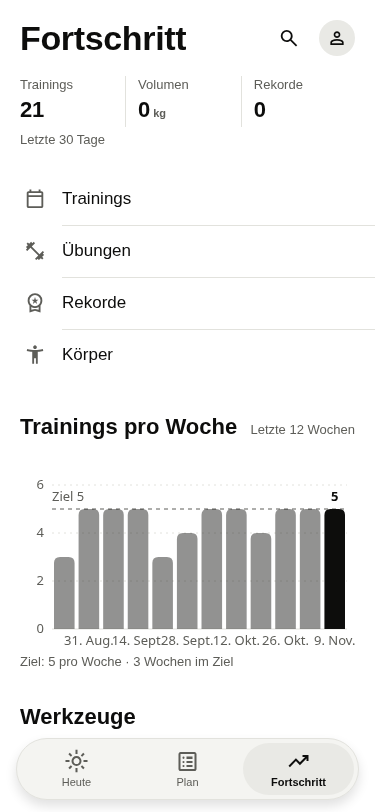 Fortschritt
Trainings
21
Volumen
0 kg
Rekorde
0
Letzte 30 Tage
Trainings
Übungen
Rekorde
Körper
Trainings pro Woche
Letzte 12 Wochen
6
Ziel 5
5
4
2
0
31. Aug. 14. Sept 28. Sept. 12. Okt. 26. Okt. 9. Nov.
Ziel: 5 pro Woche · 3 Wochen im Ziel
Werkzeuge
Heute
Plan
Fortschritt